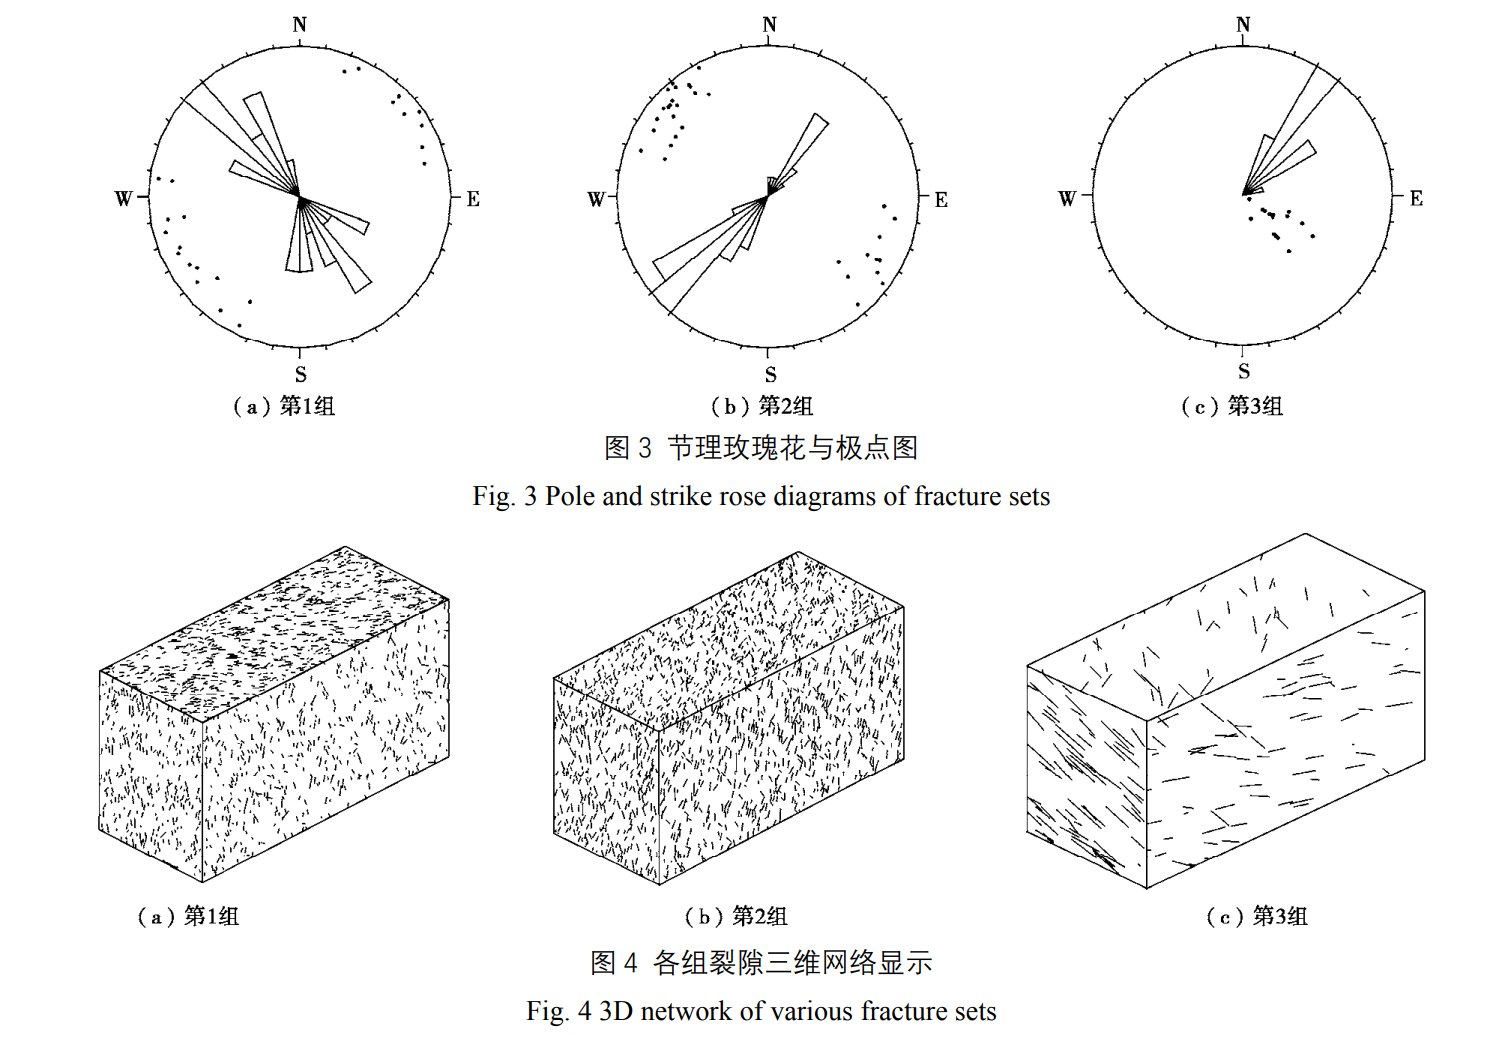 N
N
N
W
E
W
E
W
E
S
S
S
(a)第1组
(b)第2组
(c)第3组
图 3 节理玫瑰花与极点图
Fig. 3 Pole and strike rose diagrams of fracture sets
(a)第1组
(b)第2组
(c)第3组
图 4 各组裂隙三维网络显示
Fig. 4 3D network of various fracture sets